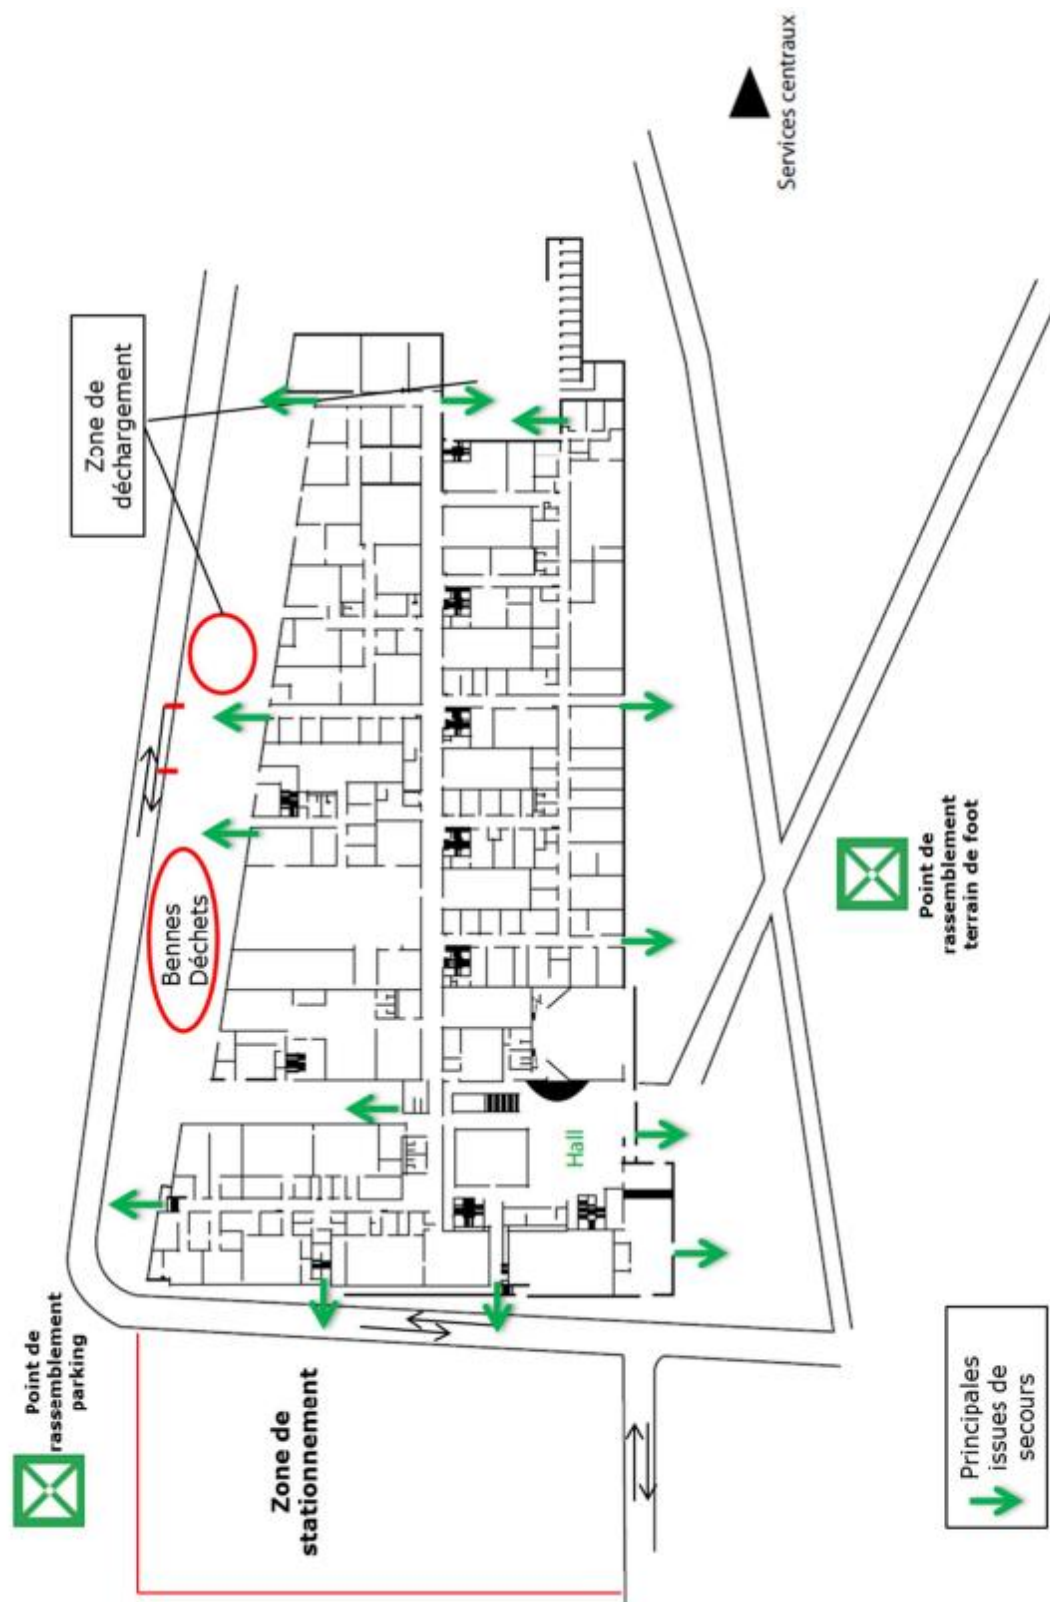 Point de
rassemblement
parking
Zone de
stationnement
Bennes
Déchets
Zone de
déchargement
Hall
Services centraux
Point de
rassemblement
terrain de foot
Principales
issues de
secours